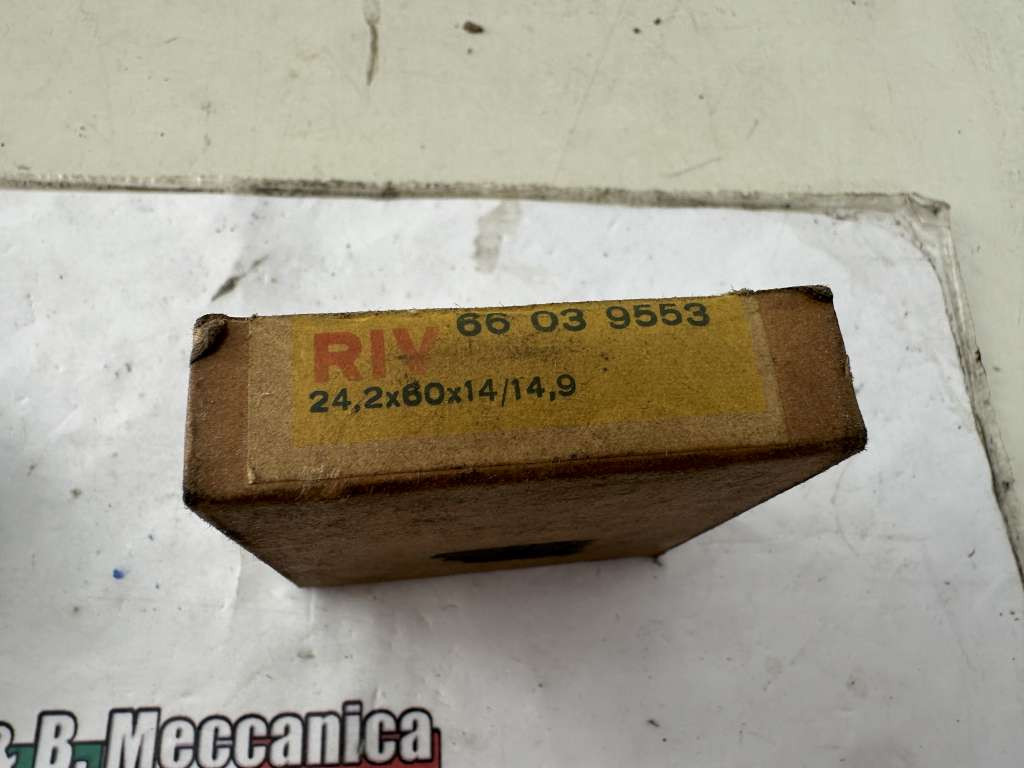 RIV 66 03 9553
24,2x60x14/14,9
& B. Meccanica